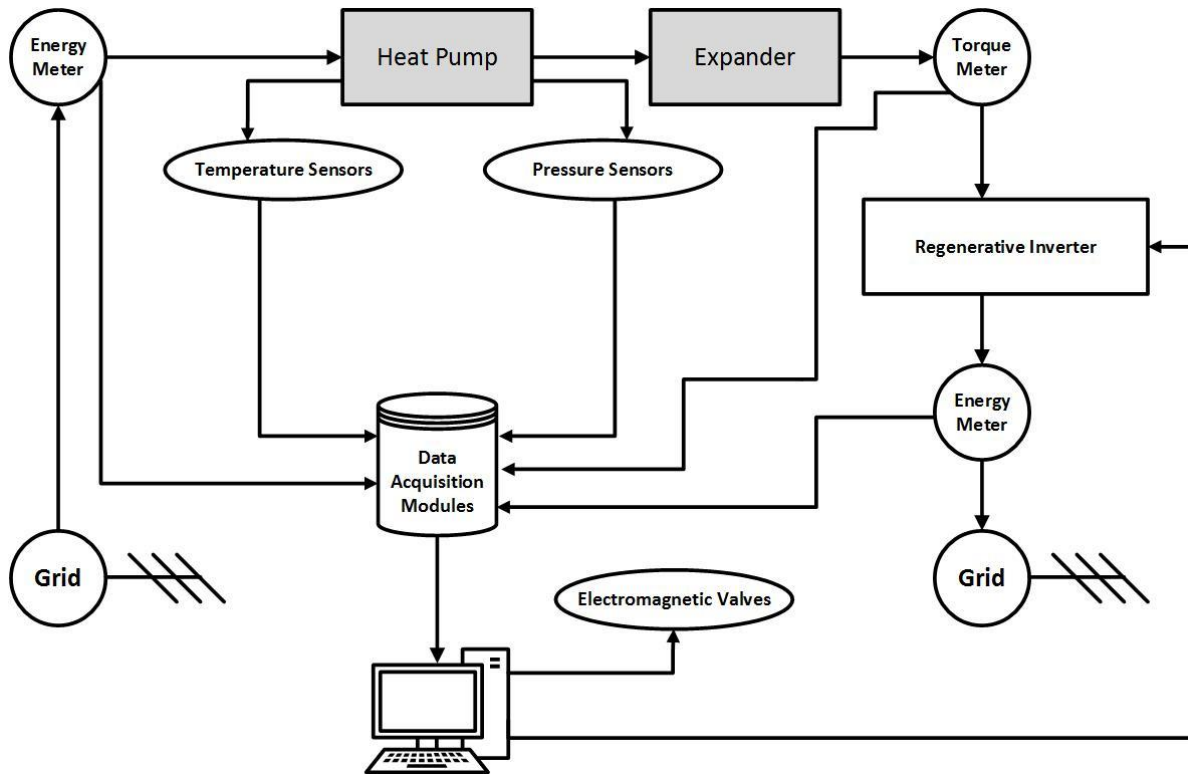 Energy
Meter
Heat Pump
Expander
Torque
Meter
Temperature Sensors
Pressure Sensors
Regenerative Inverter
Energy
Meter
Data
Acquisition
Modules
Grid
Grid
Electromagnetic Valves